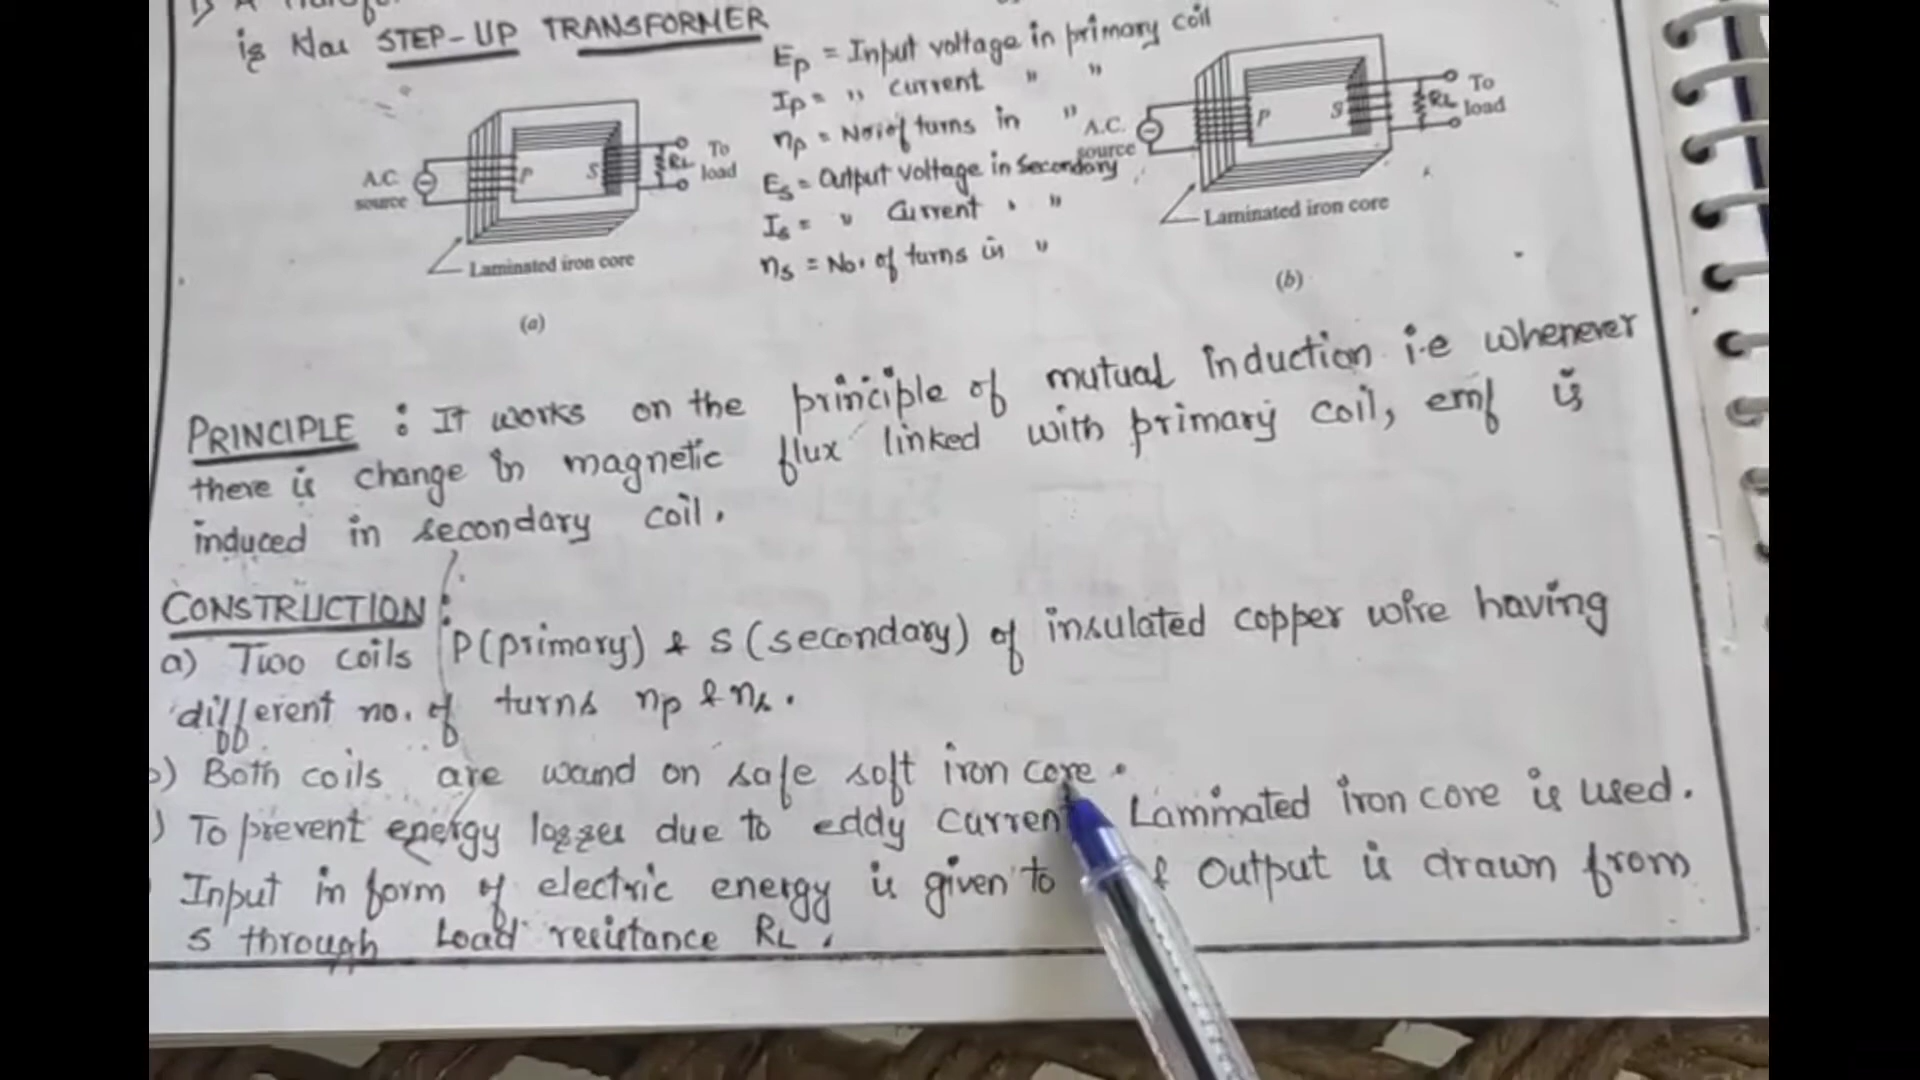 is k/as STEP-UP TRANSFORMER
Ep = Input voltage in primary coil
Ip = " current " "
np = No. of turns in "
Es = Output voltage in secondary
Is = " Current " "
ns = No. of turns in "
A.C. source
P
S
RL
To load
Laminated iron core
(a)
A.C. source
P
S
RL
To load
Laminated iron core
(b)
PRINCIPLE : It works on the principle of mutual induction i.e whenever
there is change in magnetic flux linked with primary coil, emf is
induced in secondary coil.
CONSTRUCTION :
a) Two coils P(primary) & S (secondary) of insulated copper wire having
different no. of turns np & ns.
) Both coils are wand on safe soft iron core.
) To prevent energy losses due to eddy current Laminated iron core is used.
Input in form of electric energy is given to & Output is drawn from
S through Load resistance RL.